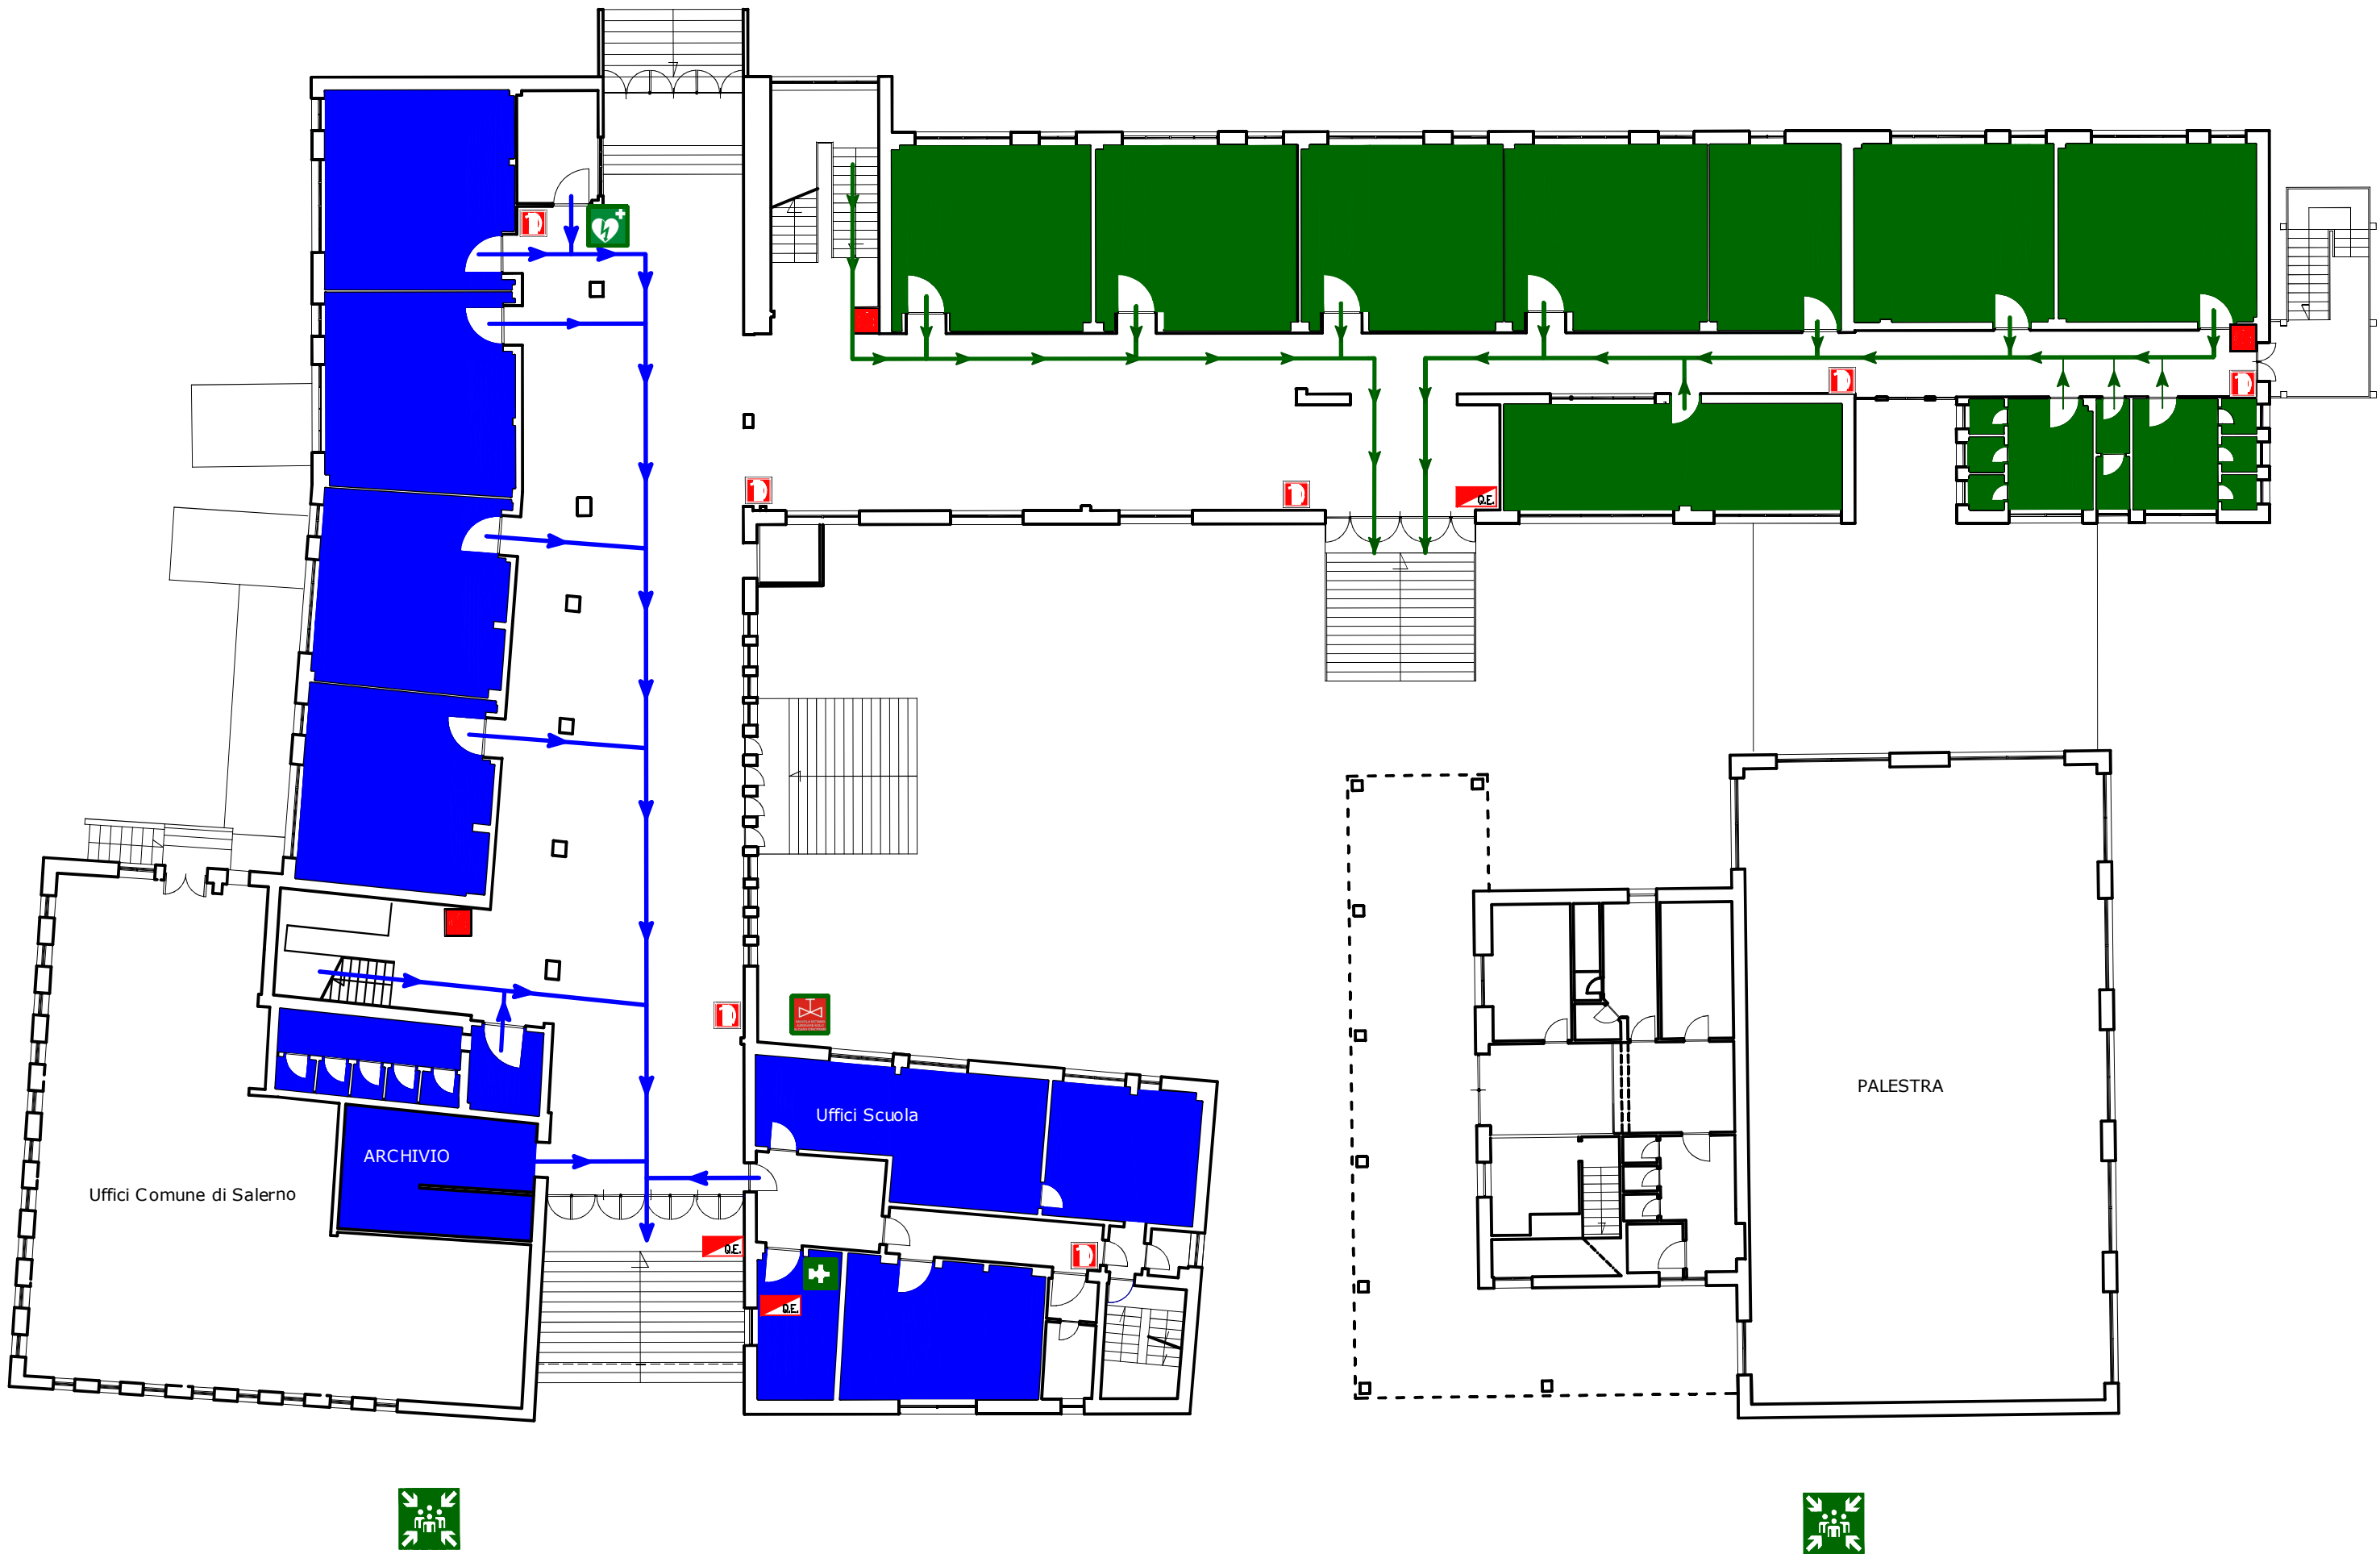 Q.E.
PALESTRA
Uffici Scuola
ARCHIVIO
Uffici Comune di Salerno
Q.E.
Q.E.